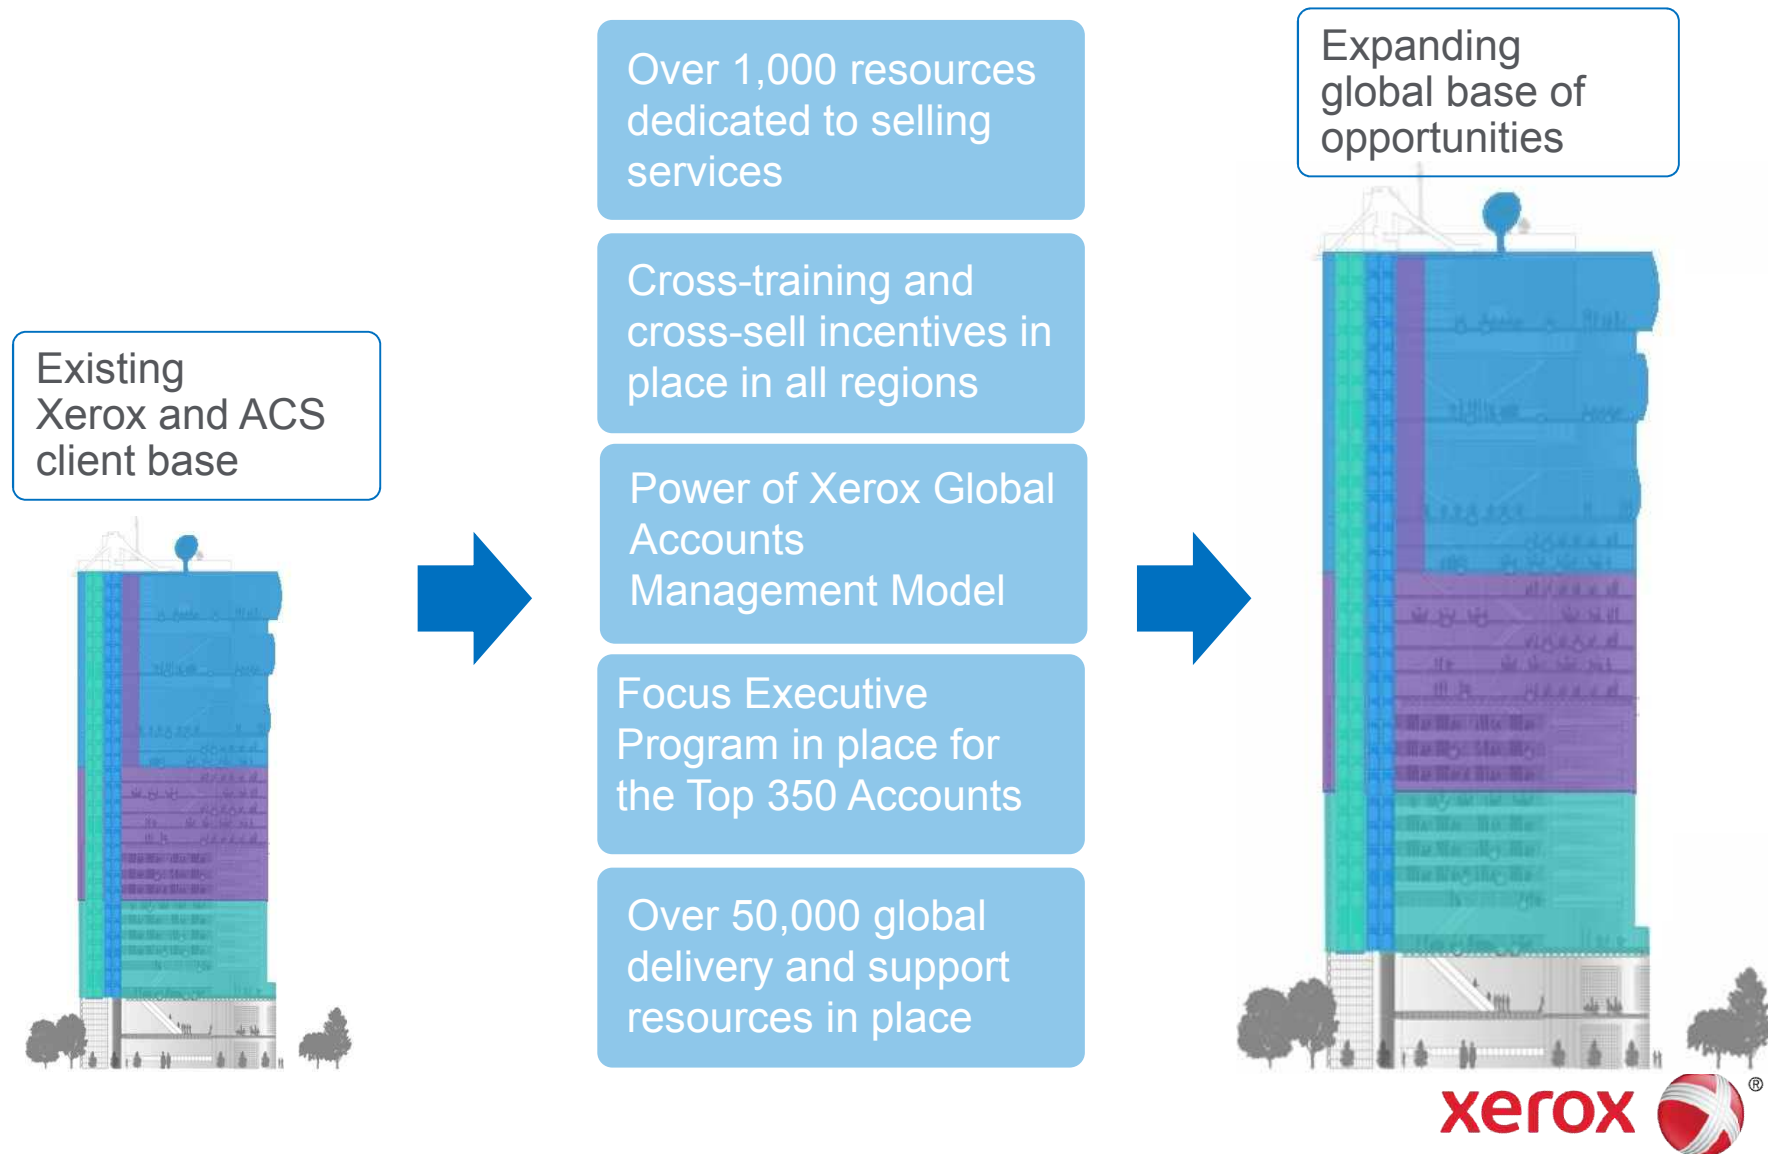 Existing
Xerox and ACS
client base
Over 1,000 resources
dedicated to selling
services
Cross-training and
cross-sell incentives in
place in all regions
Power of Xerox Global
Accounts
Management Model
Focus Executive
Program in place for
the Top 350 Accounts
Over 50,000 global
delivery and support
resources in place
Expanding
global base of
opportunities
xerox ®